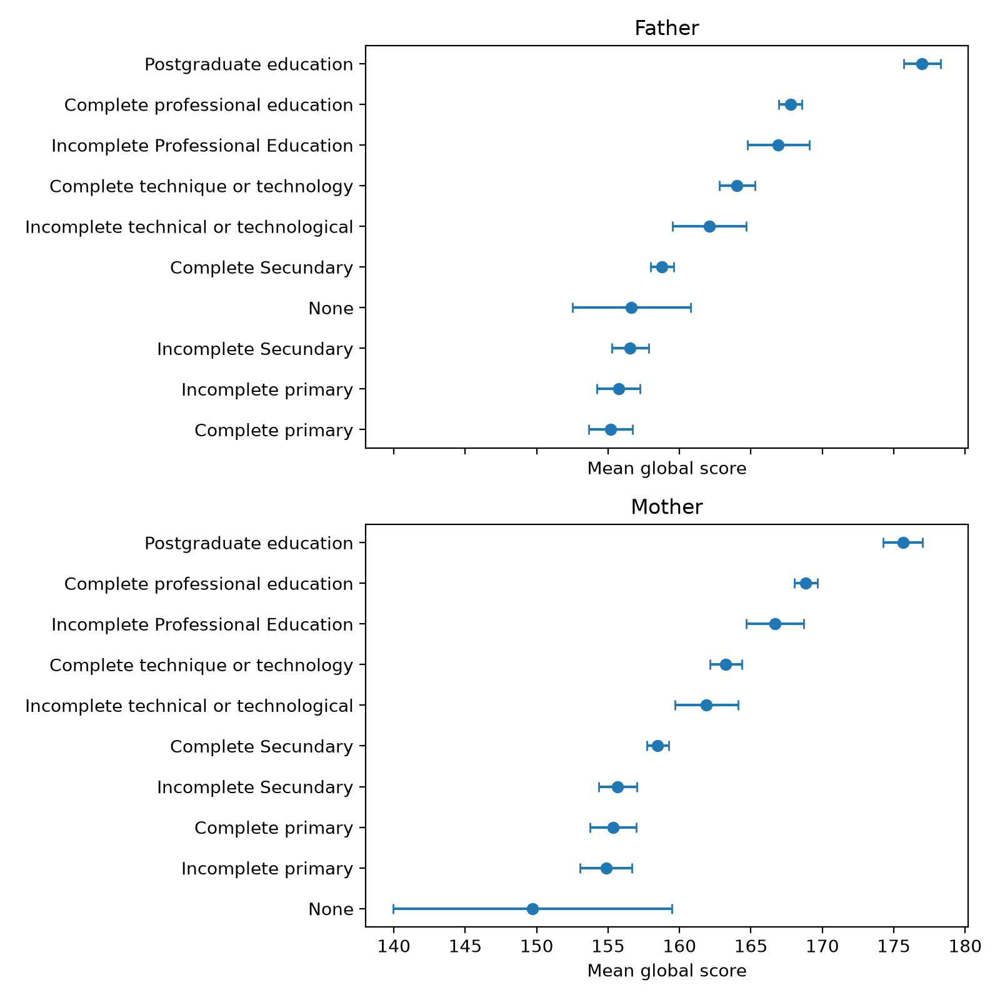 Father
Postgraduate education
Complete professional education
Incomplete Professional Education
Complete technique or technology
Incomplete technical or technological
Complete Secundary
None
Incomplete Secundary
Incomplete primary
Complete primary
Mean global score
Mother
Postgraduate education
Complete professional education
Incomplete Professional Education
Complete technique or technology
Incomplete technical or technological
Complete Secundary
Incomplete Secundary
Complete primary
Incomplete primary
None
140 145 150 155 160 165 170 175 180
Mean global score